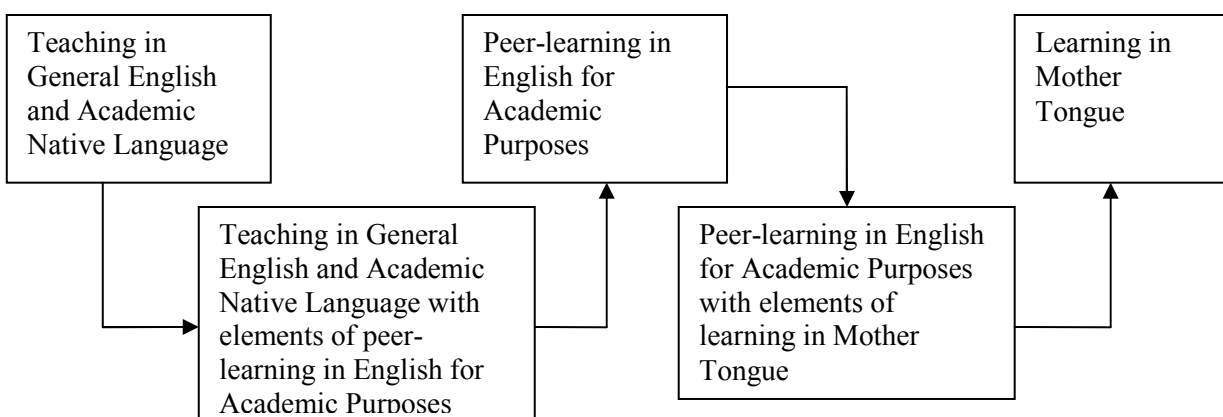 Teaching in
General English
and Academic
Native Language
Teaching in General
English and Academic
Native Language with
elements of peer-
learning in English for
Academic Purposes
Peer-learning in
English for
Academic
Purposes
Peer-learning in English
for Academic Purposes
with elements of
learning in Mother
Tongue
Learning in
Mother
Tongue